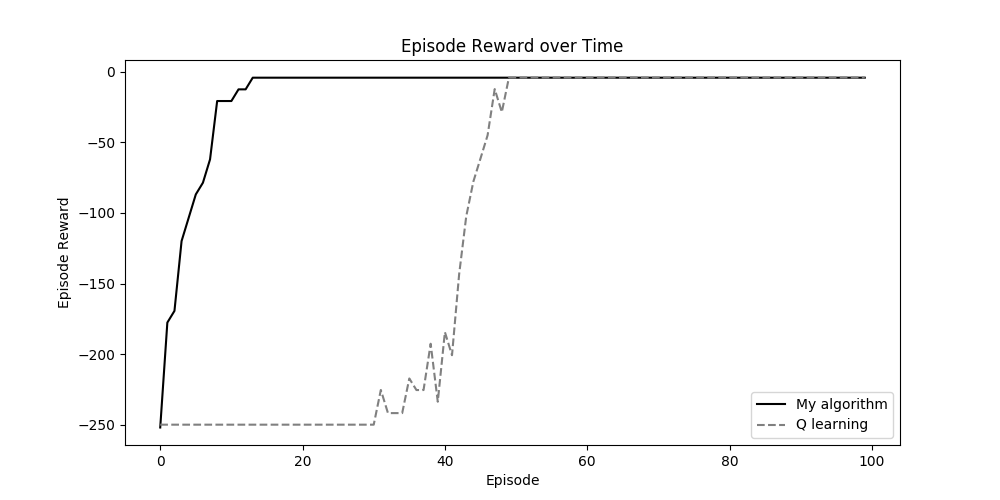 Episode Reward over Time
Episode Reward
0
−50
−100
−150
−200
−250
0
20
40
60
80
100
Episode
My algorithm
Q learning